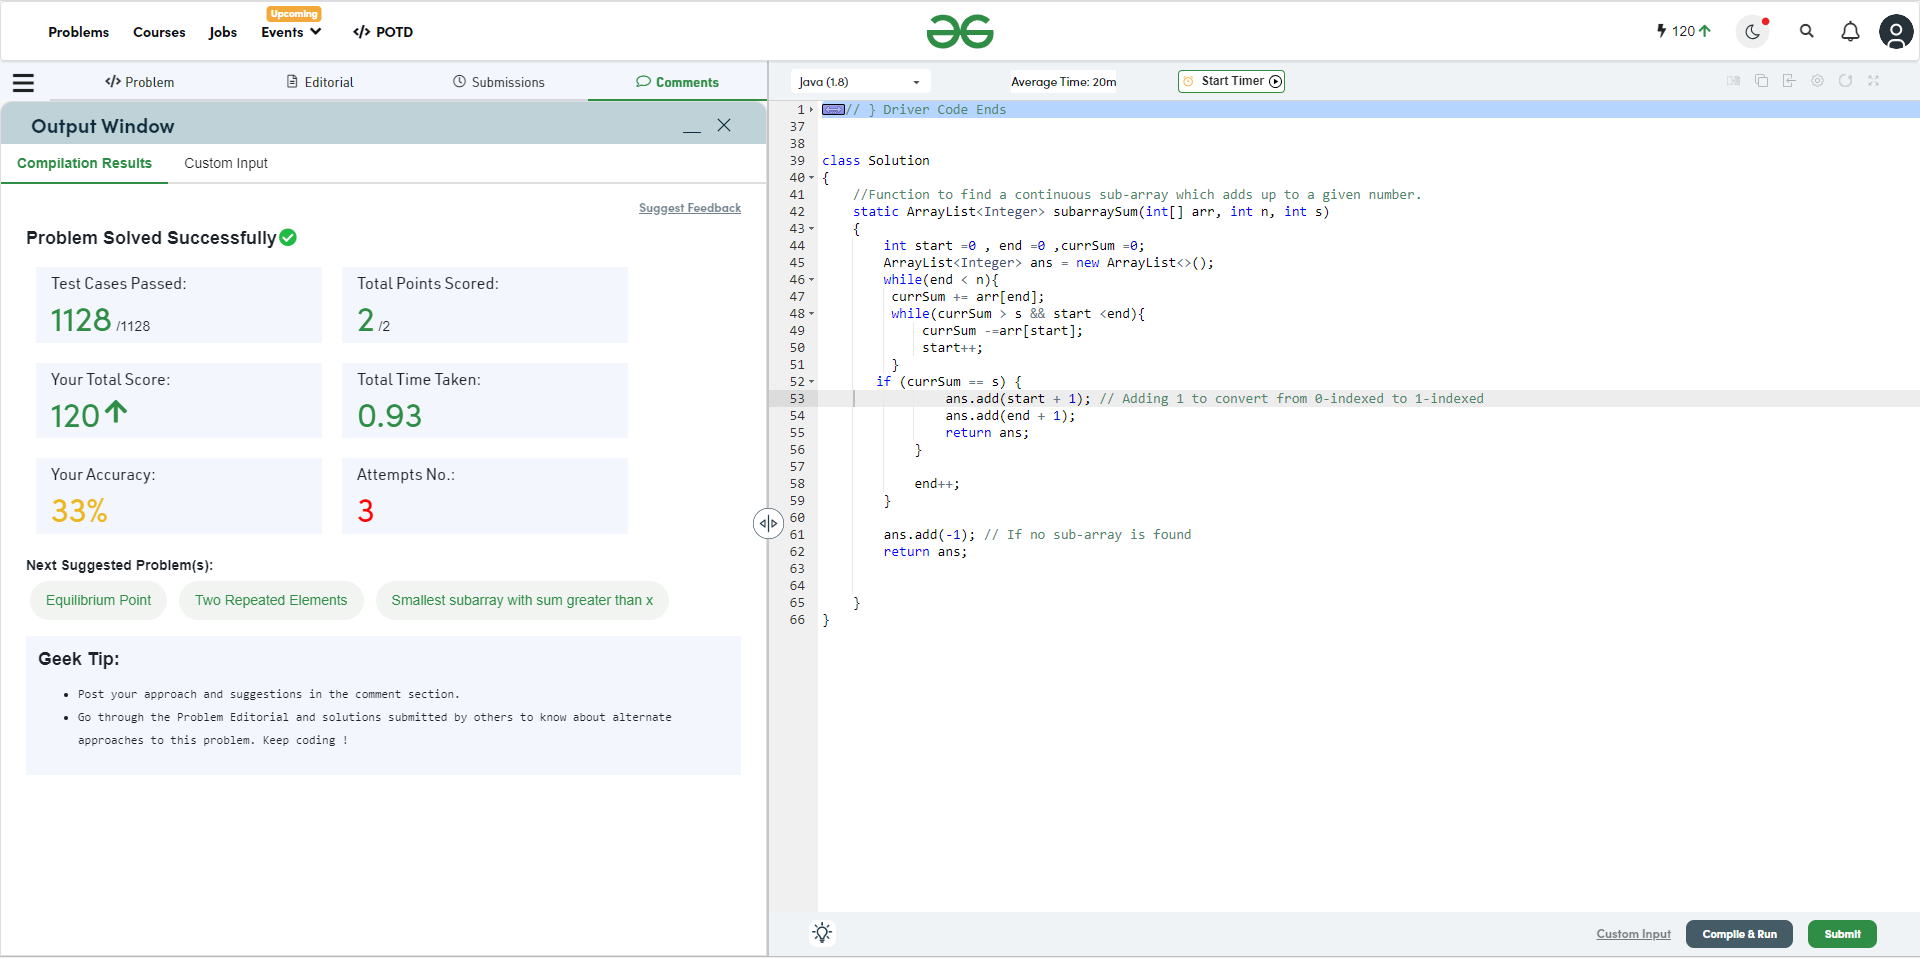 Problems Courses Jobs Upcoming Events </> POTD
120
</> Problem Editorial Submissions Comments
Output Window
Compilation Results Custom Input
Suggest Feedback
Problem Solved Successfully
Test Cases Passed: Total Points Scored:
1128 /1128 2 /2
Your Total Score: Total Time Taken:
120 0.93
Your Accuracy: Attempts No.:
33% 3
Next Suggested Problem(s):
Equilibrium Point Two Repeated Elements Smallest subarray with sum greater than x
Geek Tip:
• Post your approach and suggestions in the comment section.
• Go through the Problem Editorial and solutions submitted by others to know about alternate
approaches to this problem. Keep coding !
Java (1.8) Average Time: 20m Start Timer
1 // } Driver Code Ends
37
38
39 class Solution
40 {
41 //Function to find a continuous sub-array which adds up to a given number.
42 static ArrayList<Integer> subarraySum(int[] arr, int n, int s)
43 {
44 int start =0 , end =0 ,currSum =0;
45 ArrayList<Integer> ans = new ArrayList<>();
46 while(end < n){
47 currSum += arr[end];
48 while(currSum > s && start <end){
49 currSum -=arr[start];
50 start++;
51 }
52 if (currSum == s) {
53 ans.add(start + 1); // Adding 1 to convert from 0-indexed to 1-indexed
54 ans.add(end + 1);
55 return ans;
56 }
57
58 end++;
59 }
60
61 ans.add(-1); // If no sub-array is found
62 return ans;
63
64
65 }
66 }
Custom Input Compile & Run Submit